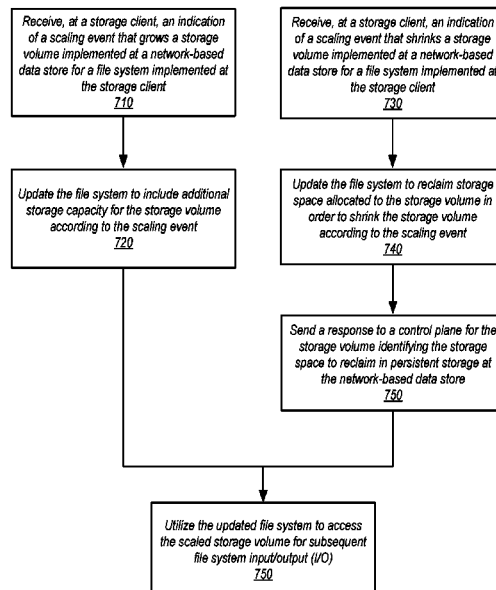 Receive, at a storage client, an indication
of a scaling event that grows a storage
volume implemented at a network-based
data store for a file system implemented at
the storage client
710
Update the file system to include additional
storage capacity for the storage volume
according to the scaling event
720
Receive, at a storage client, an indication
of a scaling event that shrinks a storage
volume implemented at a network-based
data store for a file system implemented at
the storage client
730
Update the file system to reclaim storage
space allocated to the storage volume in
order to shrink the storage volume
according to the scaling event
740
Send a response to a control plane for the
storage volume identifying the storage
space to reclaim in persistent storage at
the network-based data store
750
Utilize the updated file system to access
the scaled storage volume for subsequent
file system input/output (I/O)
750